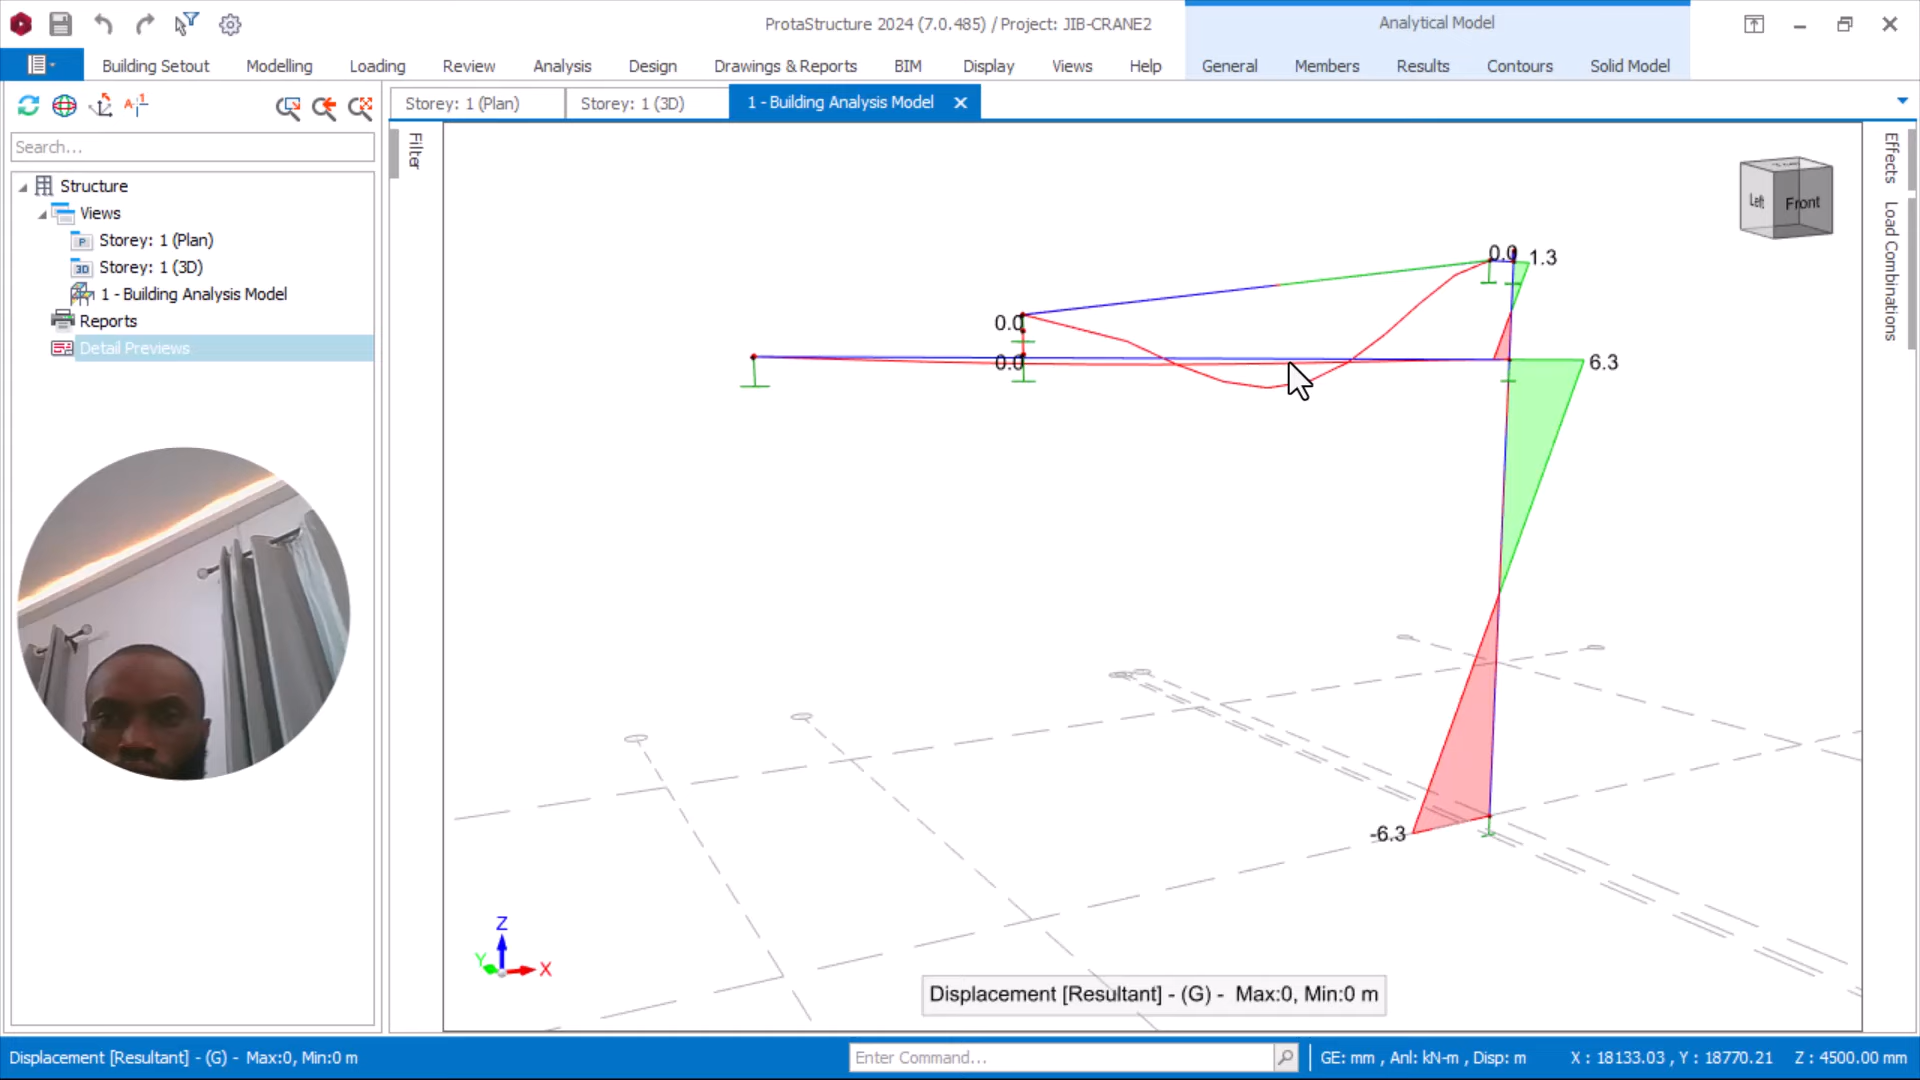 ProtaStructure 2024 (7.0.485) / Project: JIB-CRANE2
Analytical Model
Building Setout Modelling Loading Review Analysis Design Drawings & Reports BIM Display Views Help General Members Results Contours Solid Model
Storey: 1 (Plan) Storey: 1 (3D) 1 - Building Analysis Model
Search...
Structure
Views
Storey: 1 (Plan)
Storey: 1 (3D)
1 - Building Analysis Model
Reports
Detail Previews
Filter
Effects
Load Combinations
Left
Front
0.0
1.3
0.0
0.0
6.3
-6.3
Z
Y
X
Displacement [Resultant] - (G) - Max:0, Min:0 m
Displacement [Resultant] - (G) - Max:0, Min:0 m
Enter Command...
GE: mm , Anl: kN-m , Disp: m
X : 18133.03 , Y : 18770.21
Z : 4500.00 mm